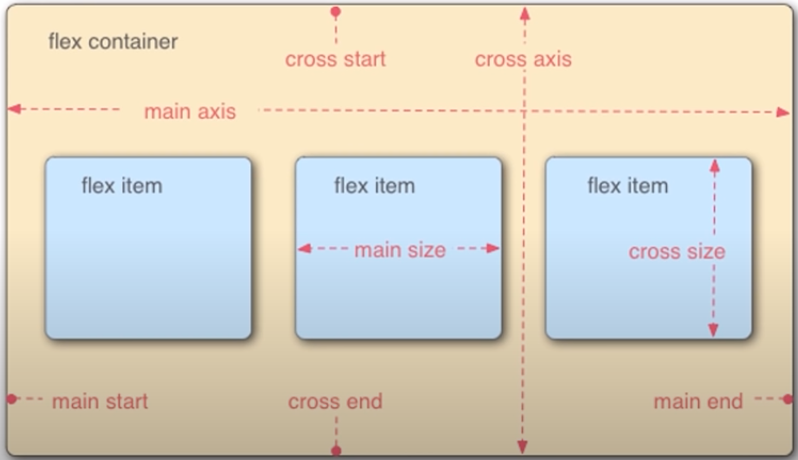 flex container
cross start
cross axis
main axis
flex item
flex item
flex item
main size
cross size
main start
cross end
main end